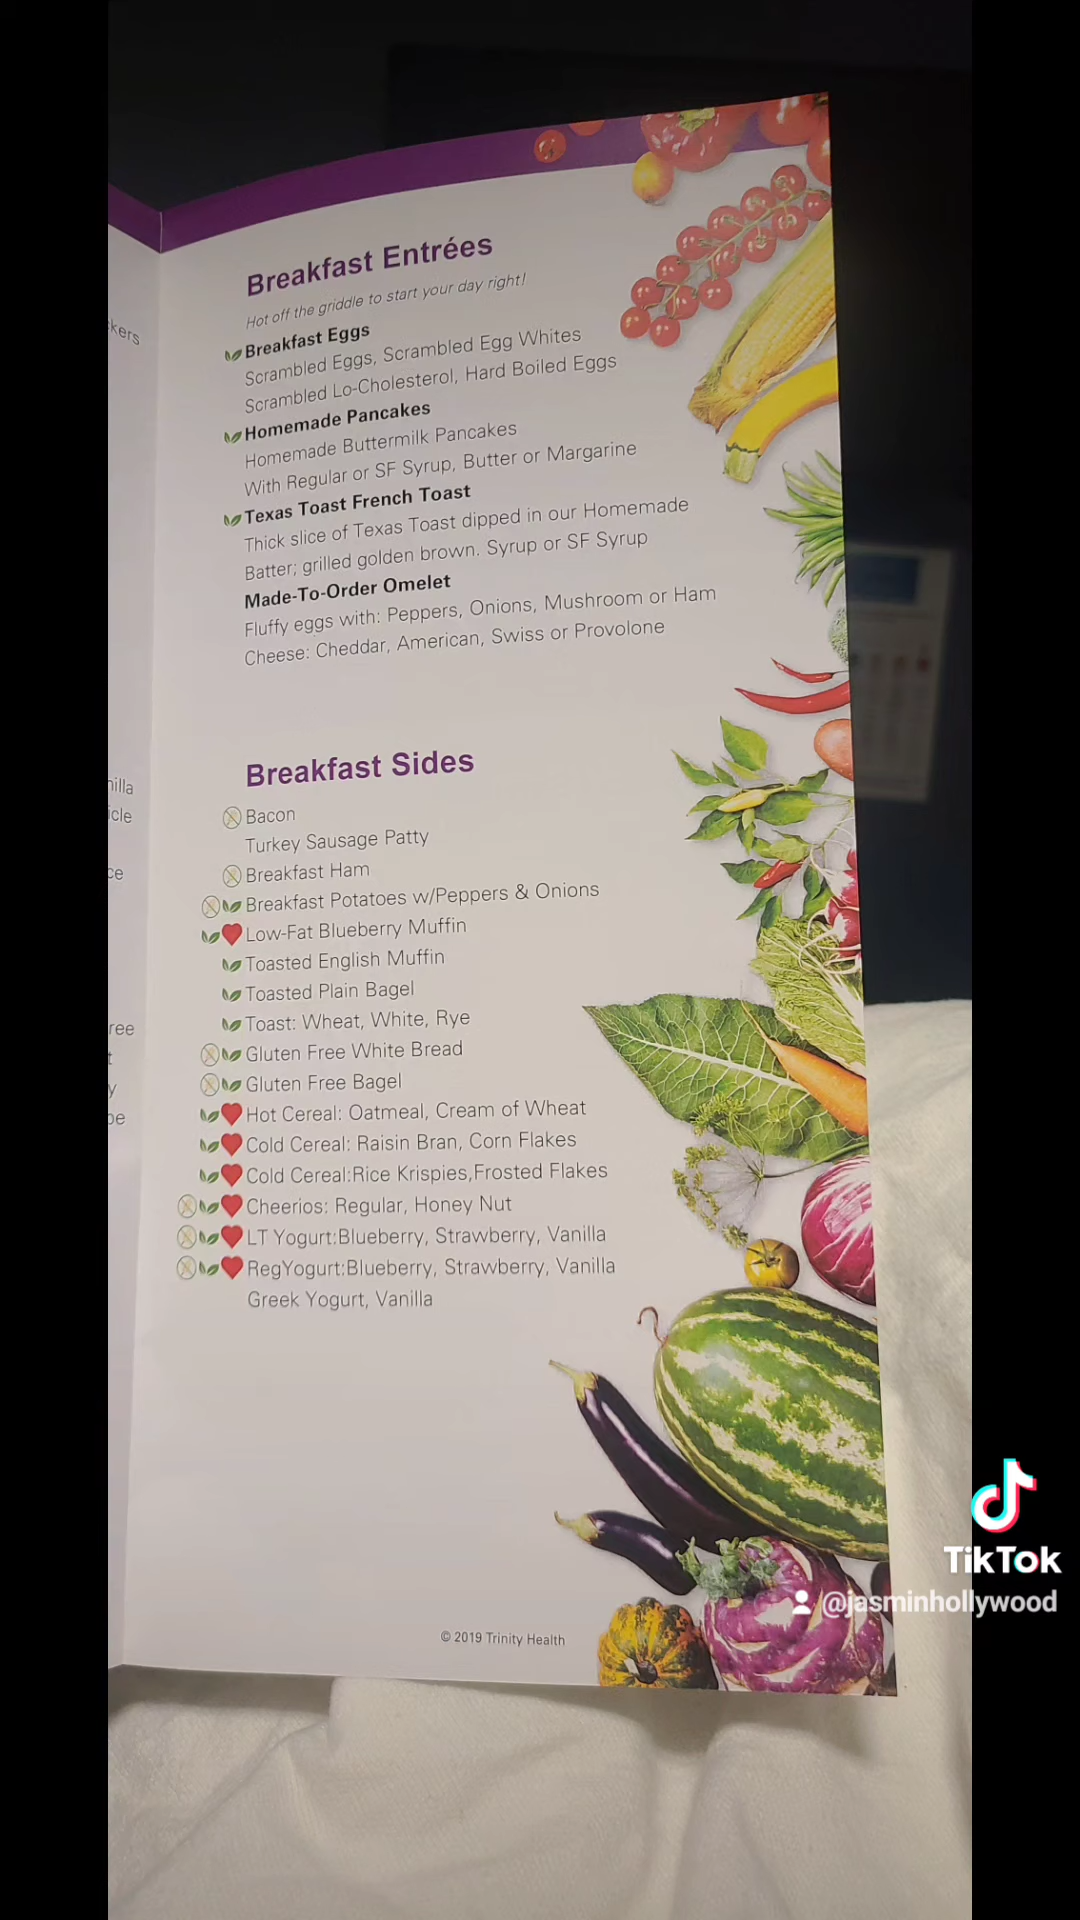 kers
nilla
icle
ce
ree
t
y
be
Breakfast Entrées
Hot off the griddle to start your day right!
Breakfast Eggs
Scrambled Eggs, Scrambled Egg Whites
Scrambled Lo-Cholesterol, Hard Boiled Eggs
Homemade Pancakes
Homemade Buttermilk Pancakes
With Regular or SF Syrup, Butter or Margarine
Texas Toast French Toast
Thick slice of Texas Toast dipped in our Homemade
Batter; grilled golden brown. Syrup or SF Syrup
Made-To-Order Omelet
Fluffy eggs with: Peppers, Onions, Mushroom or Ham
Cheese: Cheddar, American, Swiss or Provolone
Breakfast Sides
Bacon
Turkey Sausage Patty
Breakfast Ham
Breakfast Potatoes w/Peppers & Onions
Low-Fat Blueberry Muffin
Toasted English Muffin
Toasted Plain Bagel
Toast: Wheat, White, Rye
Gluten Free White Bread
Gluten Free Bagel
Hot Cereal: Oatmeal, Cream of Wheat
Cold Cereal: Raisin Bran, Corn Flakes
Cold Cereal:Rice Krispies,Frosted Flakes
Cheerios: Regular, Honey Nut
LT Yogurt:Blueberry, Strawberry, Vanilla
RegYogurt:Blueberry, Strawberry, Vanilla
Greek Yogurt, Vanilla
© 2019 Trinity Health
TikTok
@jasminhollywood